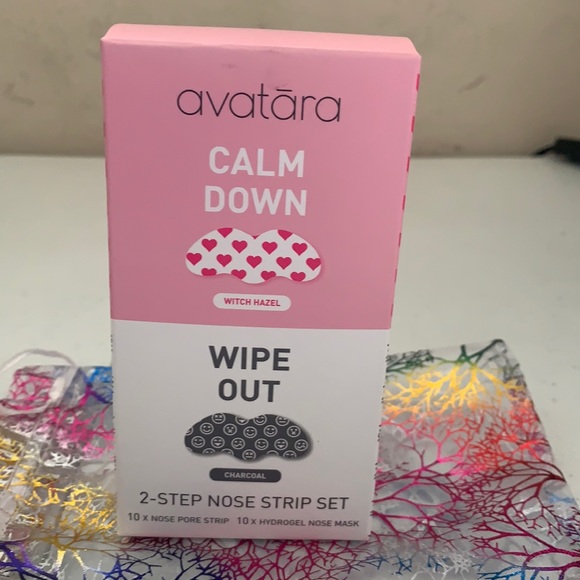 avatāra
CALM
DOWN
WITCH HAZEL
WIPE
OUT
CHARCOAL
2-STEP NOSE STRIP SET
10 x NOSE PORE STRIP 10 x HYDROGEL NOSE MASK